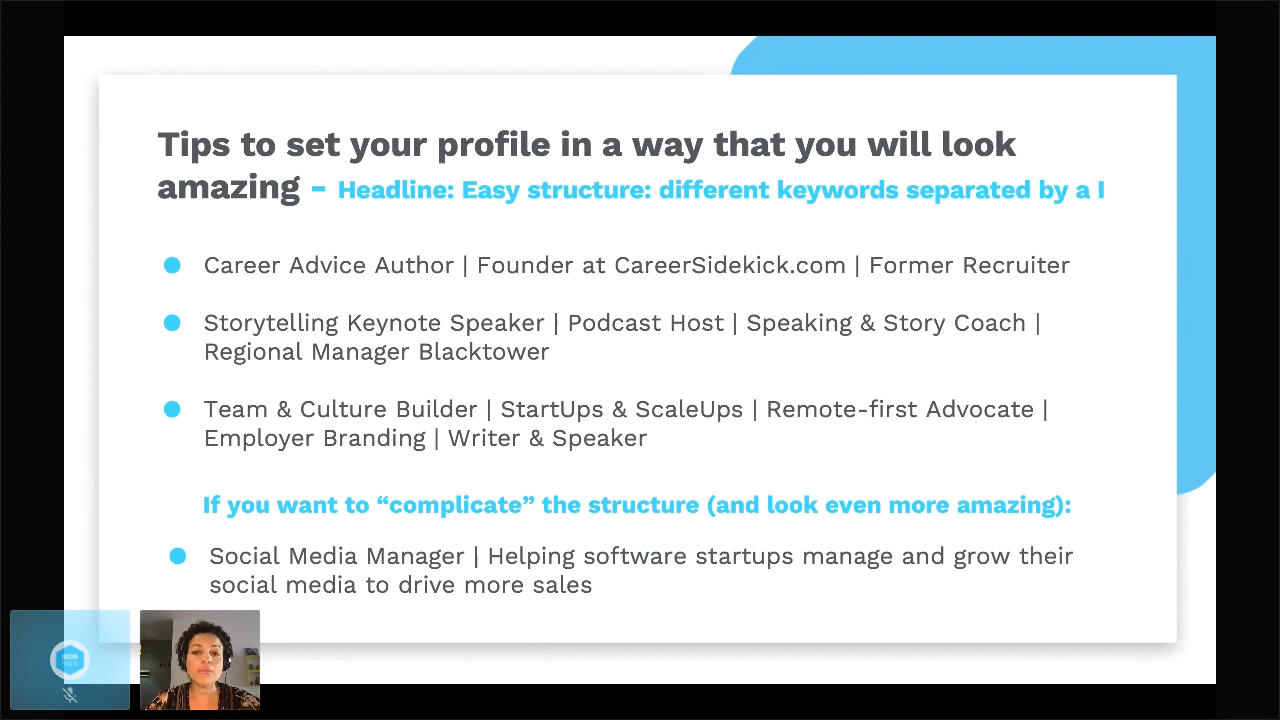 Tips to set your profile in a way that you will look
amazing - Headline: Easy structure: different keywords separated by a I
Career Advice Author | Founder at CareerSidekick.com | Former Recruiter
Storytelling Keynote Speaker | Podcast Host | Speaking & Story Coach |
Regional Manager Blacktower
Team & Culture Builder | StartUps & ScaleUps | Remote-first Advocate |
Employer Branding | Writer & Speaker
If you want to “complicate” the structure (and look even more amazing):
Social Media Manager | Helping software startups manage and grow their
social media to drive more sales
IRON
HACK